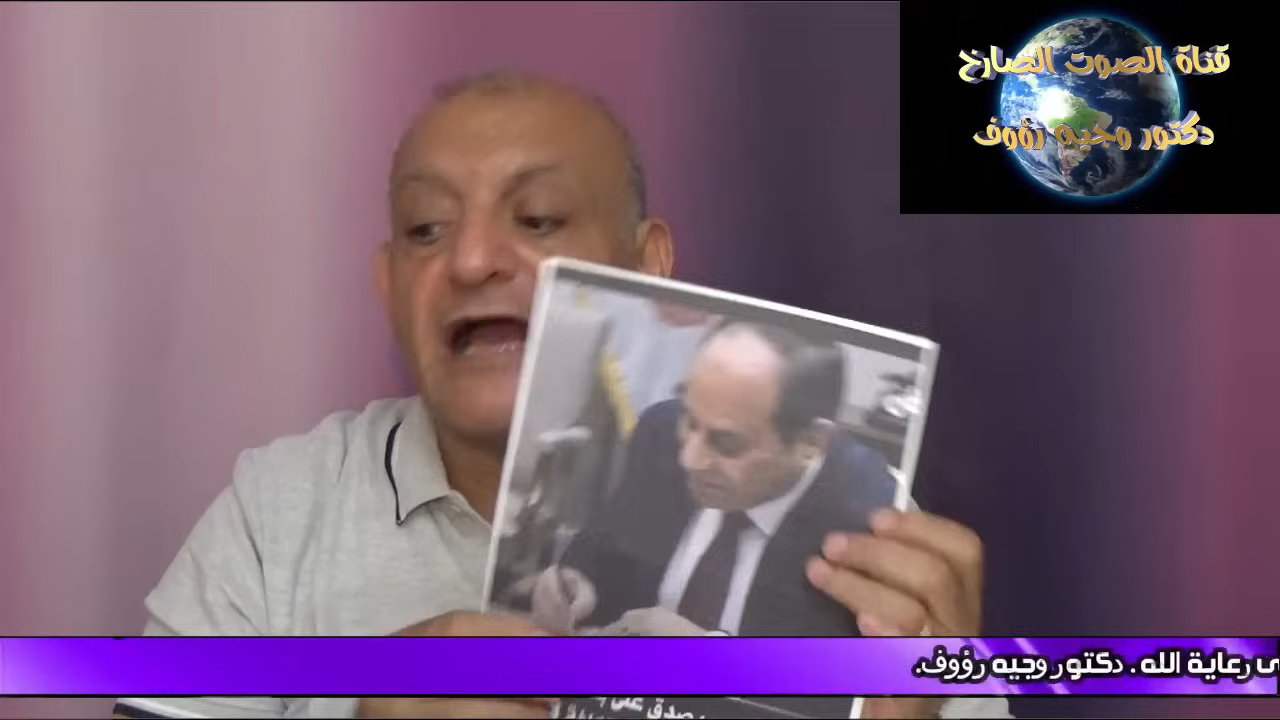 قناة الصوت الصارخ
دكتور وجيه رؤوف
ى رعاية الله . دكتور وجيه رؤوف.